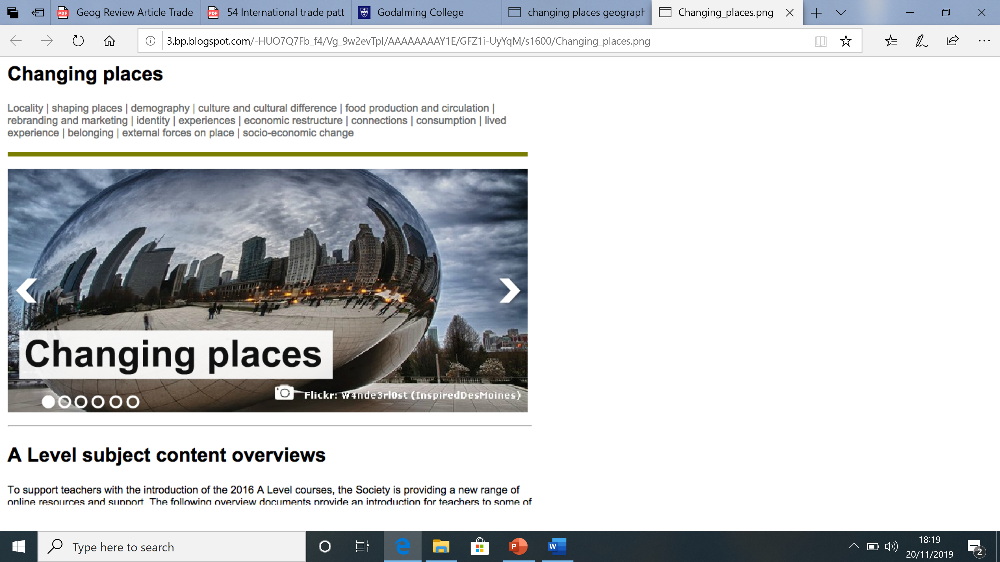 Geog Review Article Trade
54 International trade patt
Godalming College
changing places geograph
Changing_places.png
3.bp.blogspot.com/-HUO7Q7Fb_f4/Vg_9w2evTpI/AAAAAAAAY1E/GFZ1i-UyYqM/s1600/Changing_places.png
Changing places
Locality | shaping places | demography | culture and cultural difference | food production and circulation |
rebranding and marketing | identity | experiences | economic restructure | connections | consumption | lived
experience | belonging | external forces on place | socio-economic change
Changing places
Flickr: W4nde3rl0st (InspiredDesMoines)
A Level subject content overviews
To support teachers with the introduction of the 2016 A Level courses, the Society is providing a new range of
online resources and support. The following overview documents provide an introduction for teachers to some of
Type here to search
18:19
20/11/2019
2